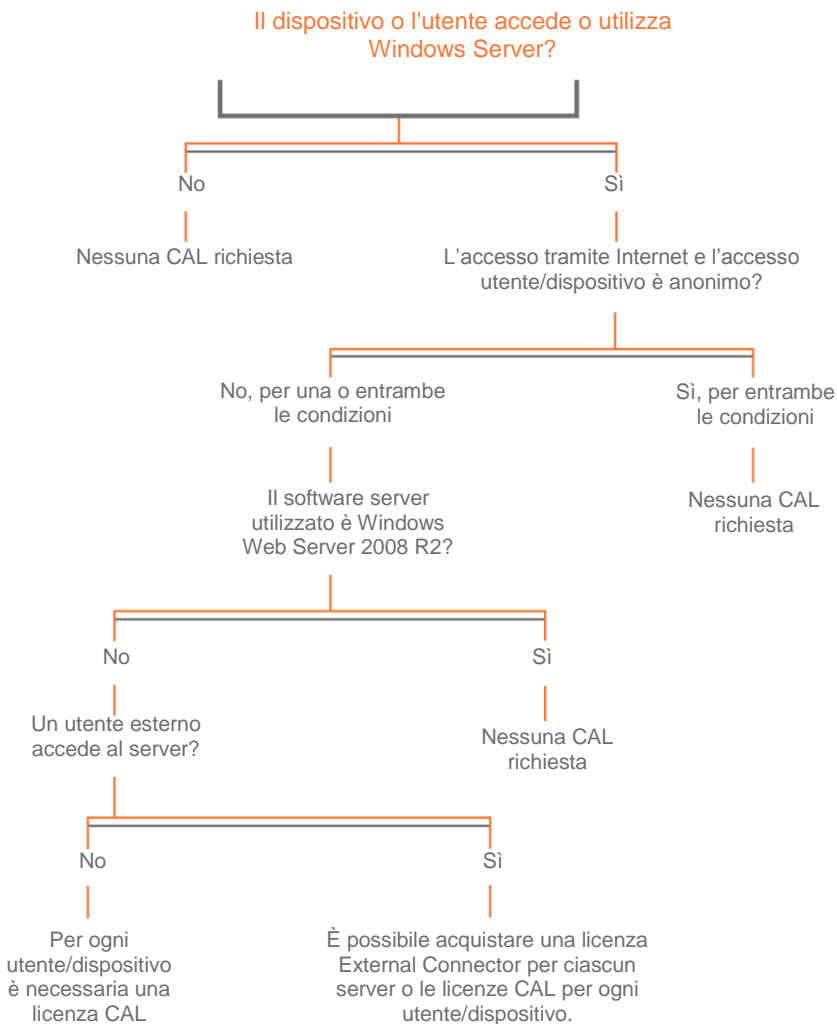 Il dispositivo o l'utente accede o utilizza
Windows Server?
No
Sì
Nessuna CAL richiesta
L'accesso tramite Internet e l'accesso
utente/dispositivo è anonimo?
No, per una o entrambe
le condizioni
Sì, per entrambe
le condizioni
Il software server
utilizzato è Windows
Web Server 2008 R2?
Nessuna CAL
richiesta
No
Sì
Un utente esterno
accede al server?
Nessuna CAL
richiesta
No
Sì
Per ogni
utente/dispositivo
è necessaria una
licenza CAL
È possibile acquistare una licenza
External Connector per ciascun
server o le licenze CAL per ogni
utente/dispositivo.